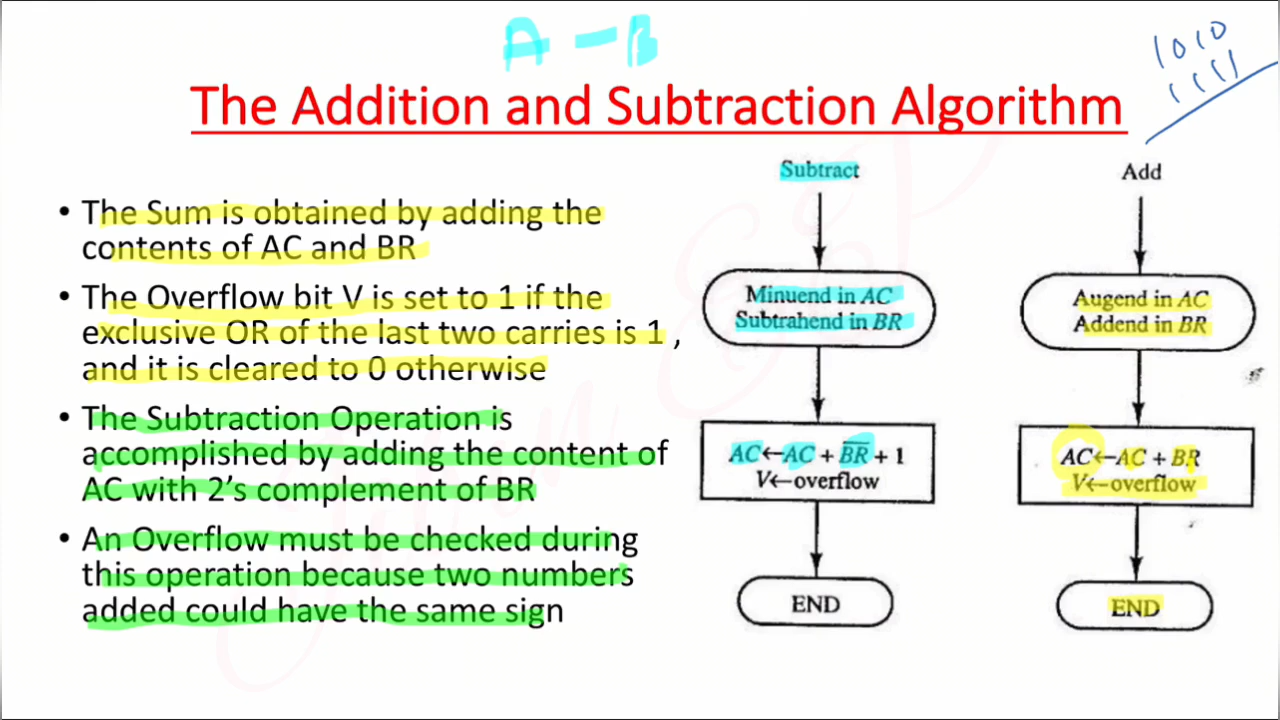 A - B
1010
1111
The Addition and Subtraction Algorithm
• The Sum is obtained by adding the
contents of AC and BR
• The Overflow bit V is set to 1 if the
exclusive OR of the last two carries is 1 ,
and it is cleared to 0 otherwise
• The Subtraction Operation is
accomplished by adding the content of
AC with 2's complement of BR
• An Overflow must be checked during
this operation because two numbers
added could have the same sign
Subtract
Minuend in AC
Subtrahend in BR
AC←AC + B̅R̅ + 1
V←overflow
END
Add
Augend in AC
Addend in BR
AC←AC + BR
V←overflow
END